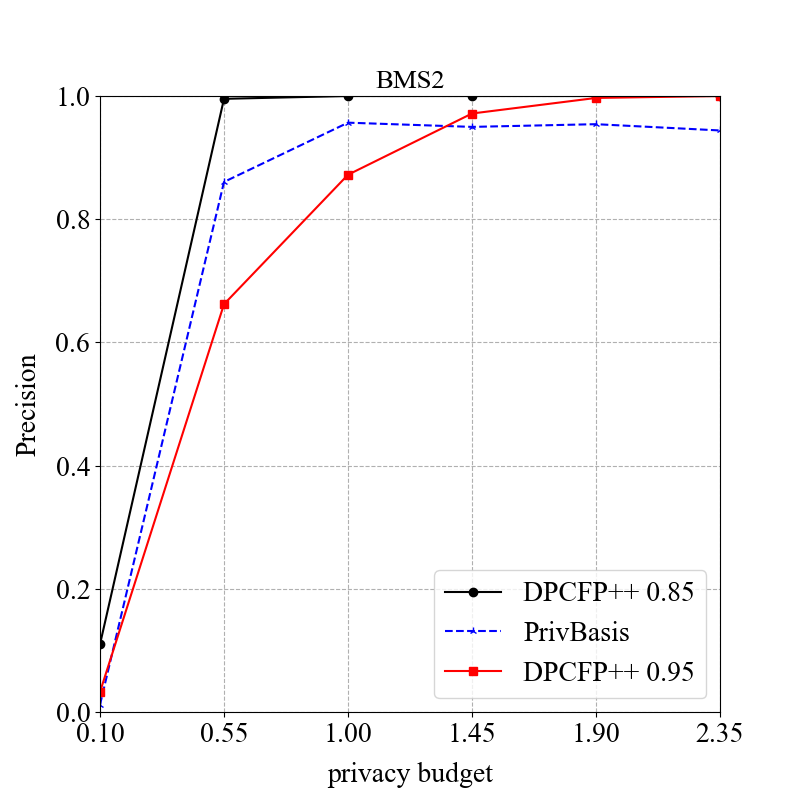 BMS2
1.0
0.8
0.6
0.4
0.2
0.0
Precision
0.10 0.55 1.00 1.45 1.90 2.35
privacy budget
DPCFP++ 0.85
PrivBasis
DPCFP++ 0.95